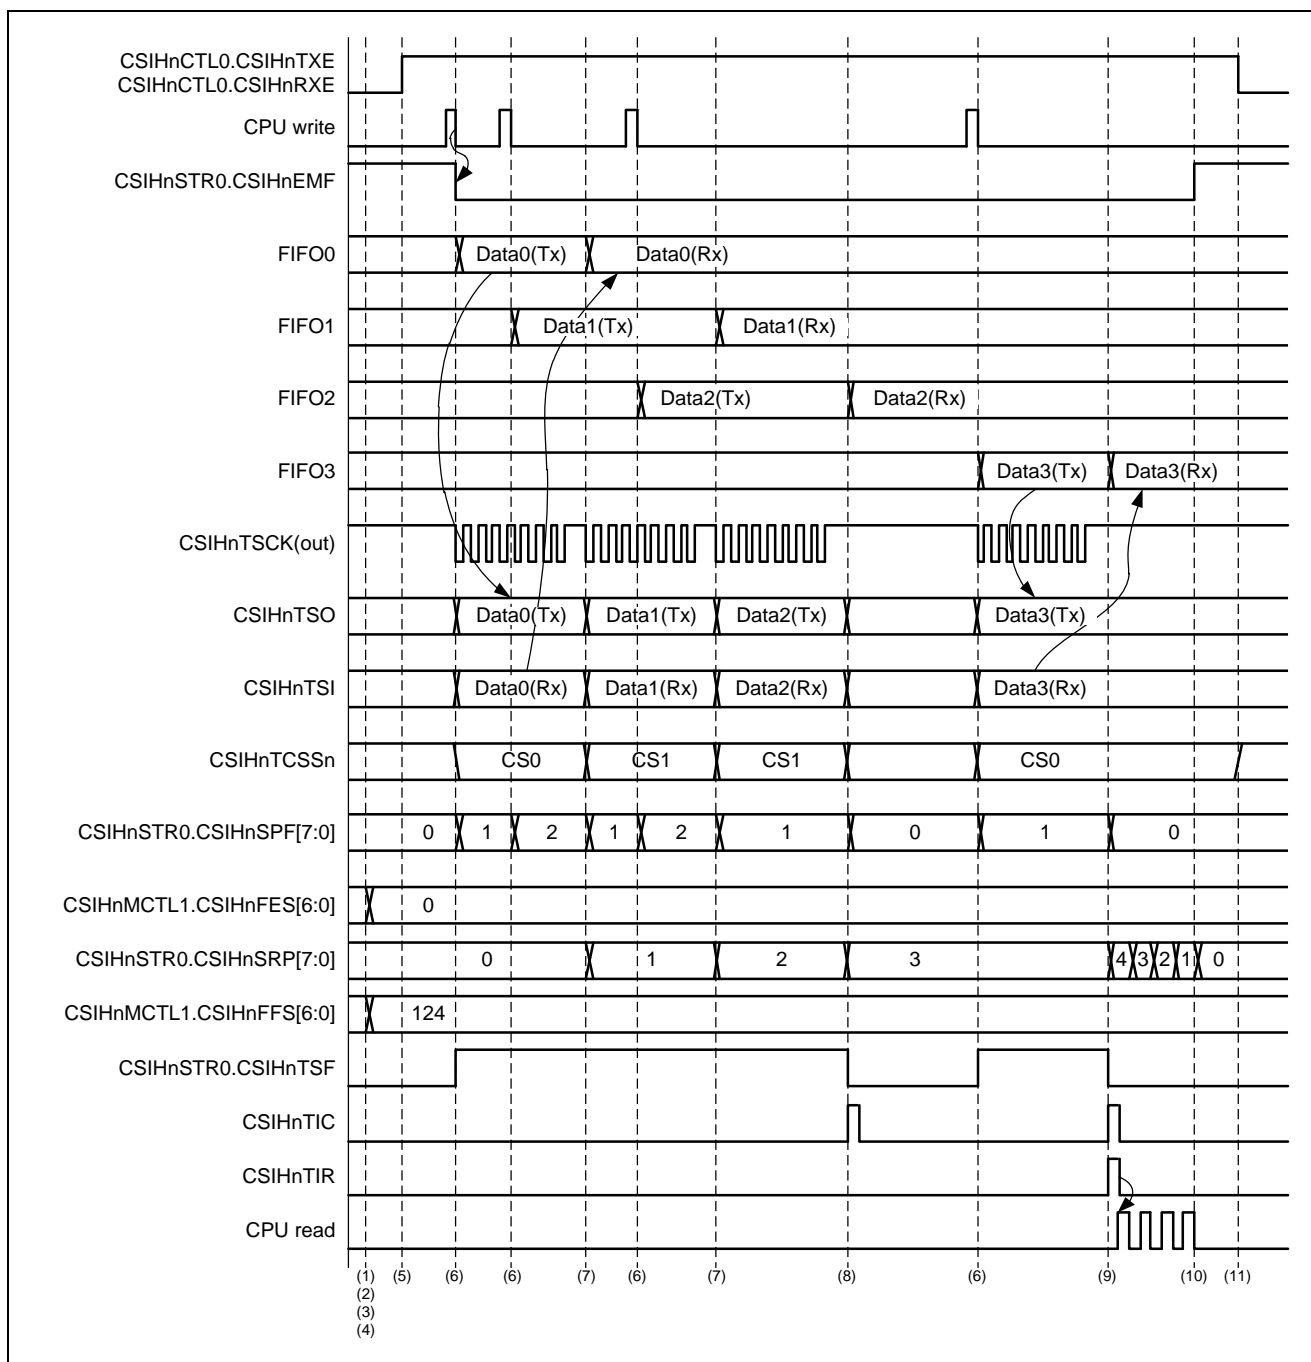 CSIHnCTL0.CSIHnTXE
CSIHnCTL0.CSIHnRXE
CPU write
CSIHnSTR0.CSIHnEMF
FIFO0 Data0(Tx) Data0(Rx)
FIFO1 Data1(Tx) Data1(Rx)
FIFO2 Data2(Tx) Data2(Rx)
FIFO3 Data3(Tx) Data3(Rx)
CSIHnTSCK(out)
CSIHnTSO Data0(Tx) Data1(Tx) Data2(Tx) Data3(Tx)
CSIHnTSI Data0(Rx) Data1(Rx) Data2(Rx) Data3(Rx)
CSIHnTCSSn CS0 CS1 CS1 CS0
CSIHnSTR0.CSIHnSPF[7:0] 0 1 2 1 2 1 0 1 0
CSIHnMCTL1.CSIHnFES[6:0] 0
CSIHnSTR0.CSIHnSRP[7:0] 0 1 2 3 4 3 2 1 0
CSIHnMCTL1.CSIHnFFS[6:0] 124
CSIHnSTR0.CSIHnTSF
CSIHnTIC
CSIHnTIR
CPU read
(1) (5) (6) (6) (7) (6) (7) (8) (6) (9) (10) (11)
(2)
(3)
(4)